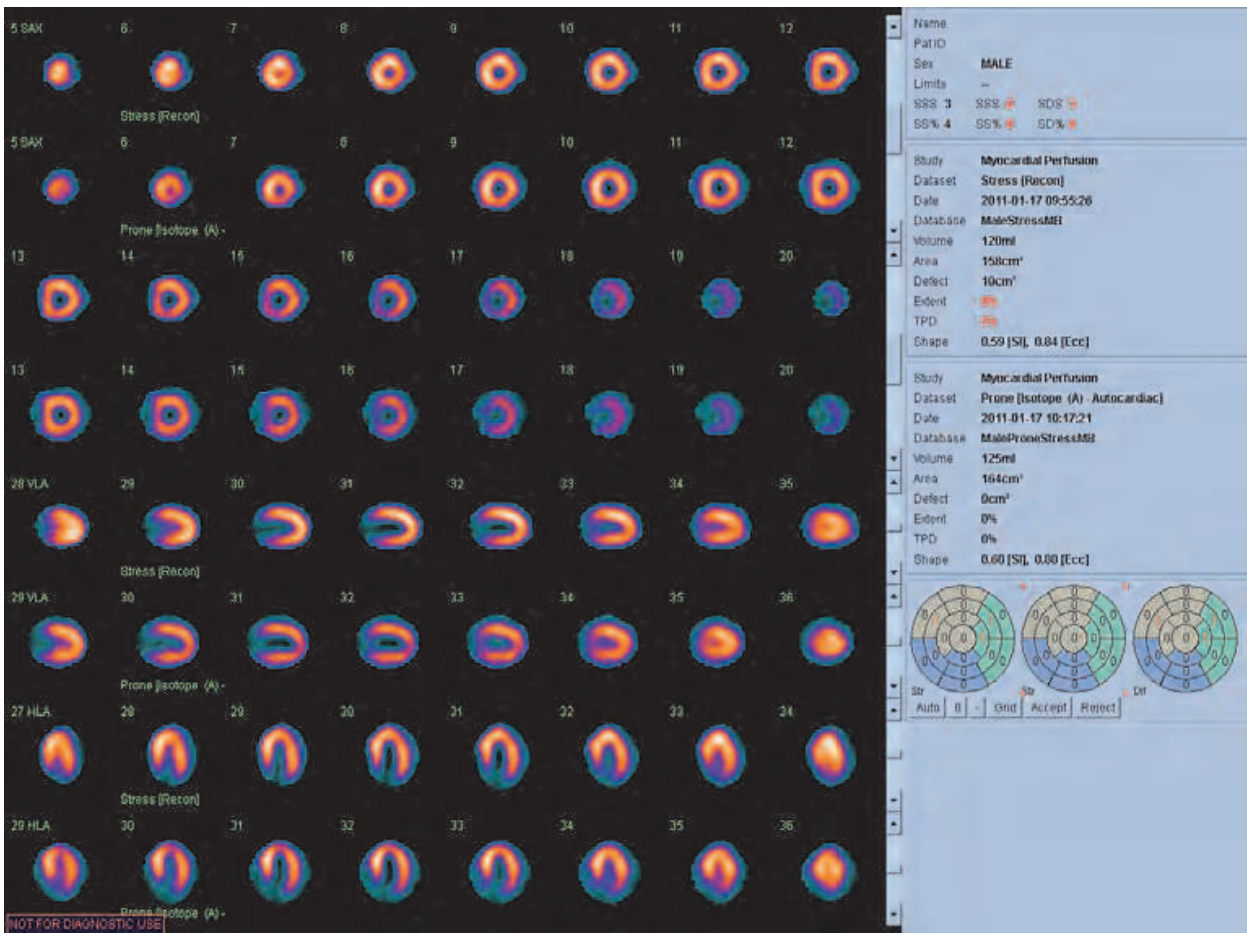 5 SAX 6 7 8 9 10 11 12
Stress [Recon]
5 SAX 6 7 8 9 10 11 12
Prone [Isotope (A) -
13 14 15 16 17 18 19 20
13 14 15 16 17 18 19 20
28 VLA 29 30 31 32 33 34 35
Stress [Recon]
29 VLA 30 31 32 33 34 35 36
Prone [Isotope (A) -
27 HLA 28 29 30 31 32 33 34
Stress [Recon]
29 HLA 30 31 32 33 34 35 36
Prone [Isotope (A) -
NOT FOR DIAGNOSTIC USE
Name
Pat ID
Sex MALE
Limits --
SSS 3 SSS SDS
SS% 4 SS% SD%
Study Myocardial Perfusion
Dataset Stress [Recon]
Date 2011-01-17 09:55:26
Database MaleStressMB
Volume 120ml
Area 158cm²
Defect 10cm²
Extent
TPD
Shape 0.59 [SI], 0.84 [Ecc]
Study Myocardial Perfusion
Dataset Prone [Isotope (A) - Autocardiac]
Date 2011-01-17 10:17:21
Database MaleProneStressMB
Volume 125ml
Area 164cm²
Defect 0cm²
Extent 0%
TPD 0%
Shape 0.60 [SI], 0.80 [Ecc]
Str Str Dif
Auto 0 - Grid Accept Reject